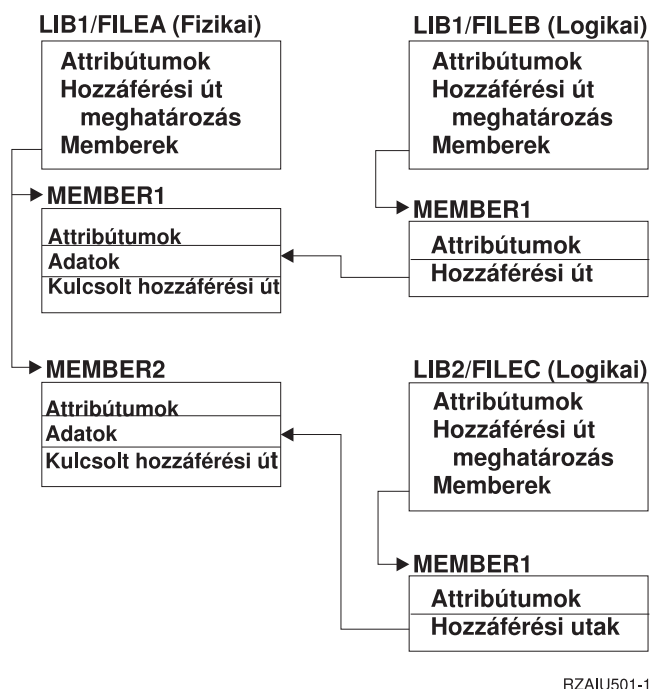 LIB1/FILEA (Fizikai)
Attribútumok
Hozzáférési út
meghatározás
Memberek
MEMBER1
Attribútumok
Adatok
Kulcsolt hozzáférési út
MEMBER2
Attribútumok
Adatok
Kulcsolt hozzáférési út
LIB1/FILEB (Logikai)
Attribútumok
Hozzáférési út
meghatározás
Memberek
MEMBER1
Attribútumok
Hozzáférési út
LIB2/FILEC (Logikai)
Attribútumok
Hozzáférési út
meghatározás
Memberek
MEMBER1
Attribútumok
Hozzáférési utak
RZAIU501-1